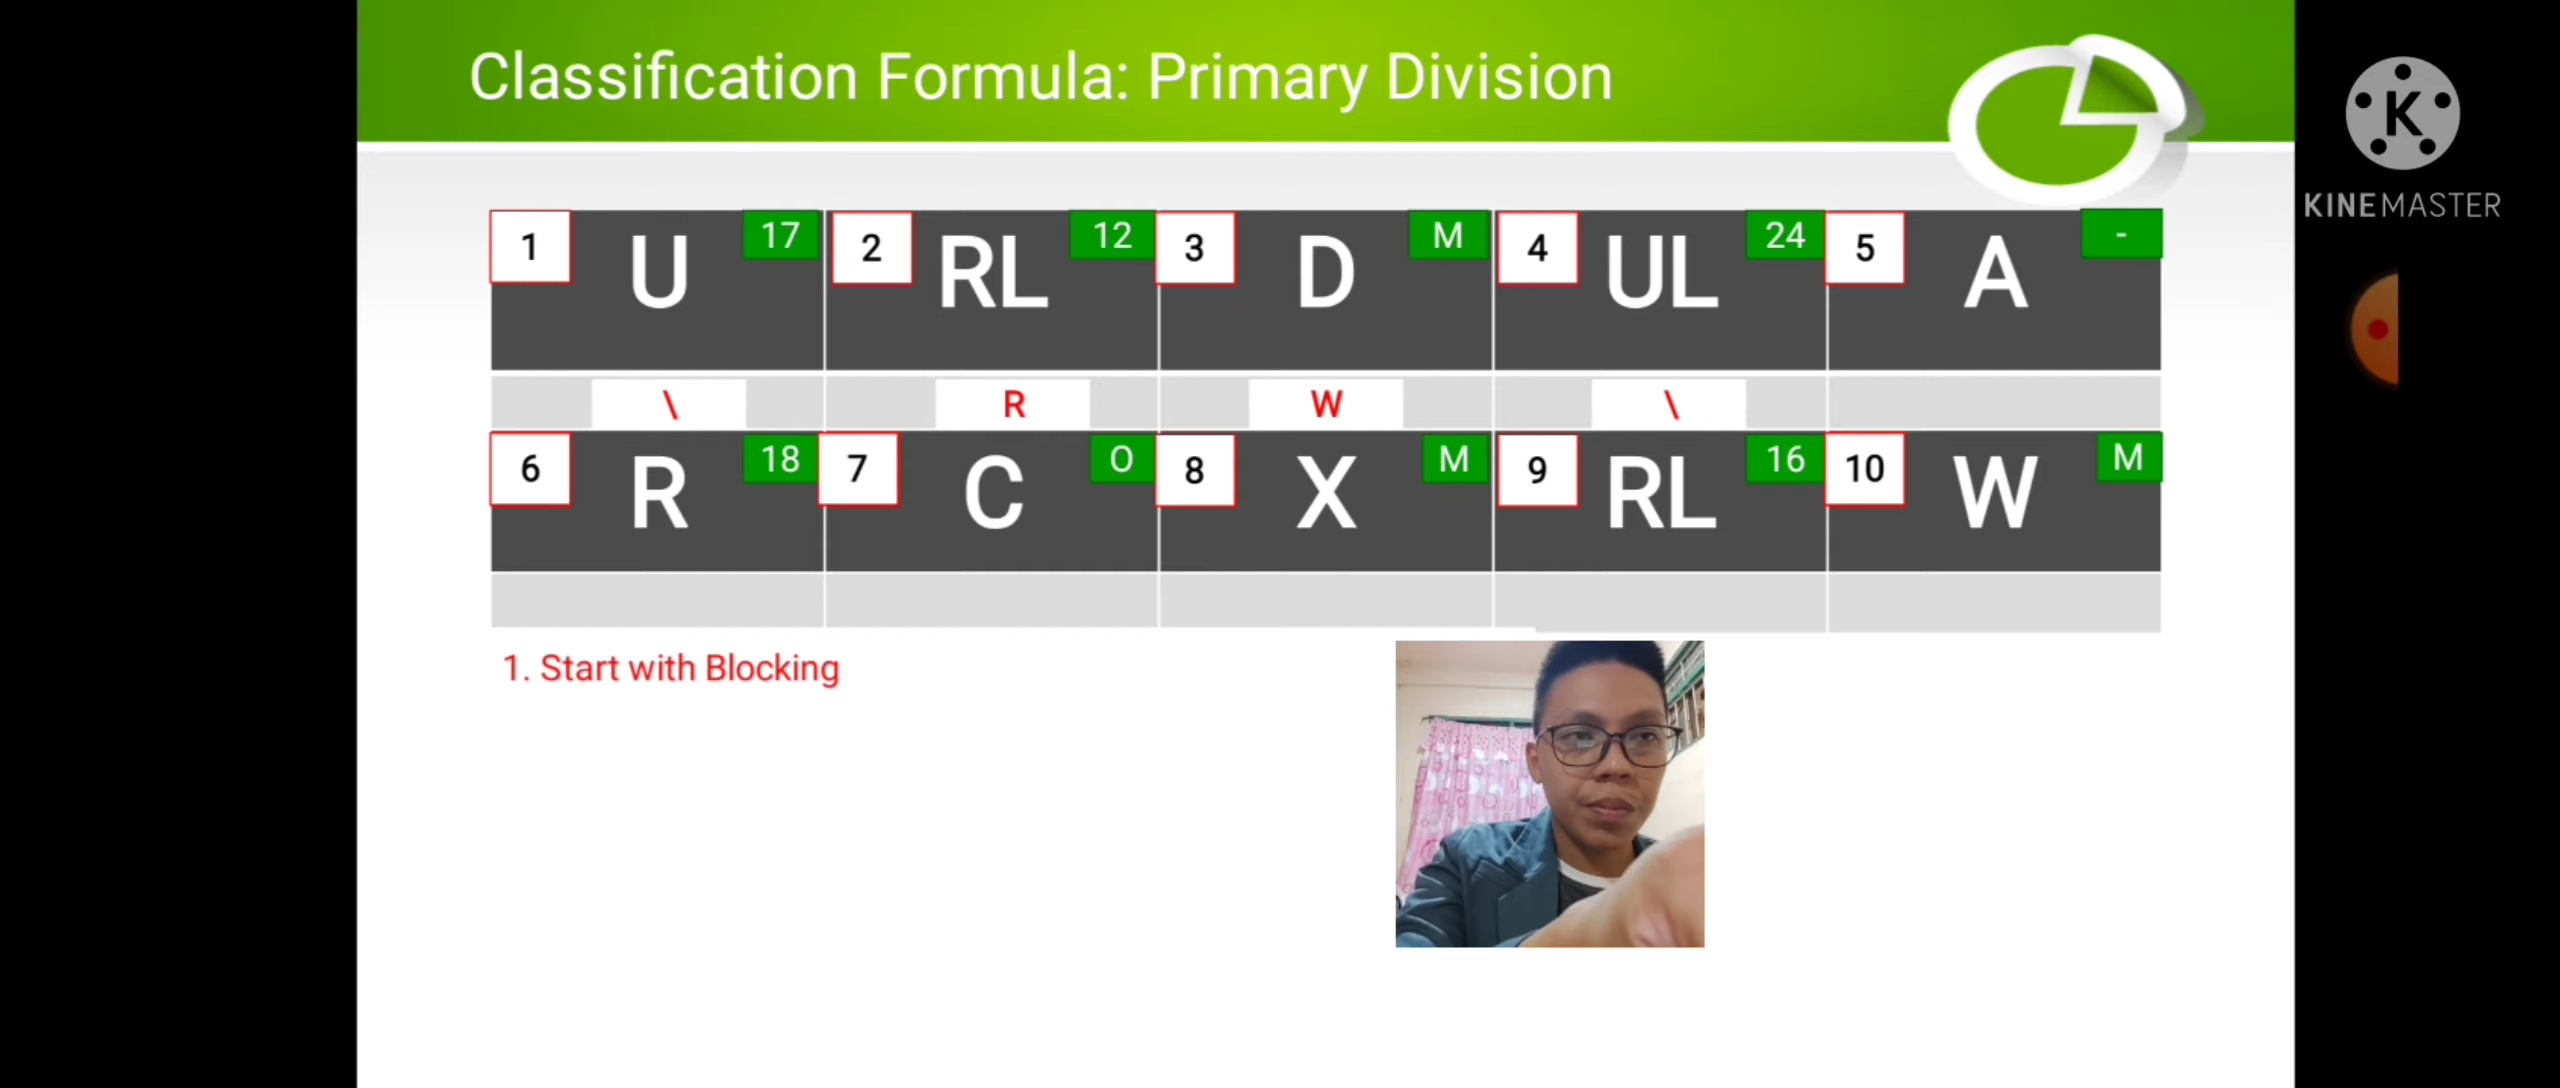 Classification Formula: Primary Division
K
KINEMASTER
1 U 17 2 RL 12 3 D M 4 UL 24 5 A -
\ R W \
6 R 18 7 C O 8 X M 9 RL 16 10 W M
1. Start with Blocking